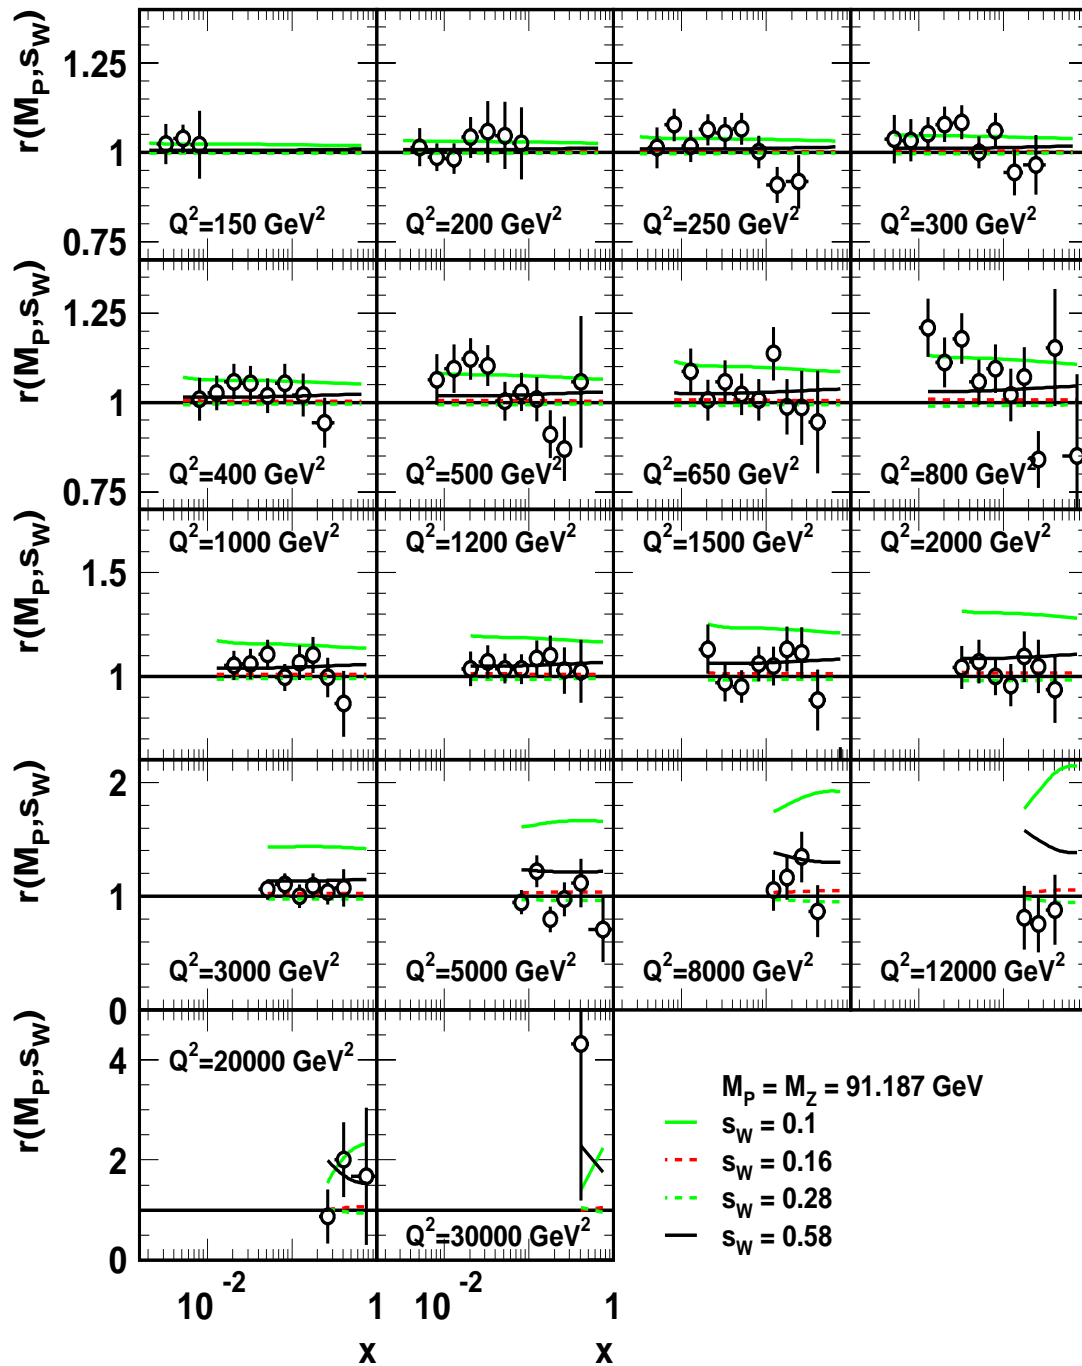 r(M_P,s_W)
1.25
1
0.75
Q²=150 GeV²
Q²=200 GeV²
Q²=250 GeV²
Q²=300 GeV²
r(M_P,s_W)
1.25
1
0.75
Q²=400 GeV²
Q²=500 GeV²
Q²=650 GeV²
Q²=800 GeV²
r(M_P,s_W)
1.5
1
Q²=1000 GeV²
Q²=1200 GeV²
Q²=1500 GeV²
Q²=2000 GeV²
r(M_P,s_W)
2
1
0
Q²=3000 GeV²
Q²=5000 GeV²
Q²=8000 GeV²
Q²=12000 GeV²
r(M_P,s_W)
4
2
0
Q²=20000 GeV²
Q²=30000 GeV²
M_P = M_Z = 91.187 GeV
s_W = 0.1
s_W = 0.16
s_W = 0.28
s_W = 0.58
10⁻² 1 10⁻² 1
x x